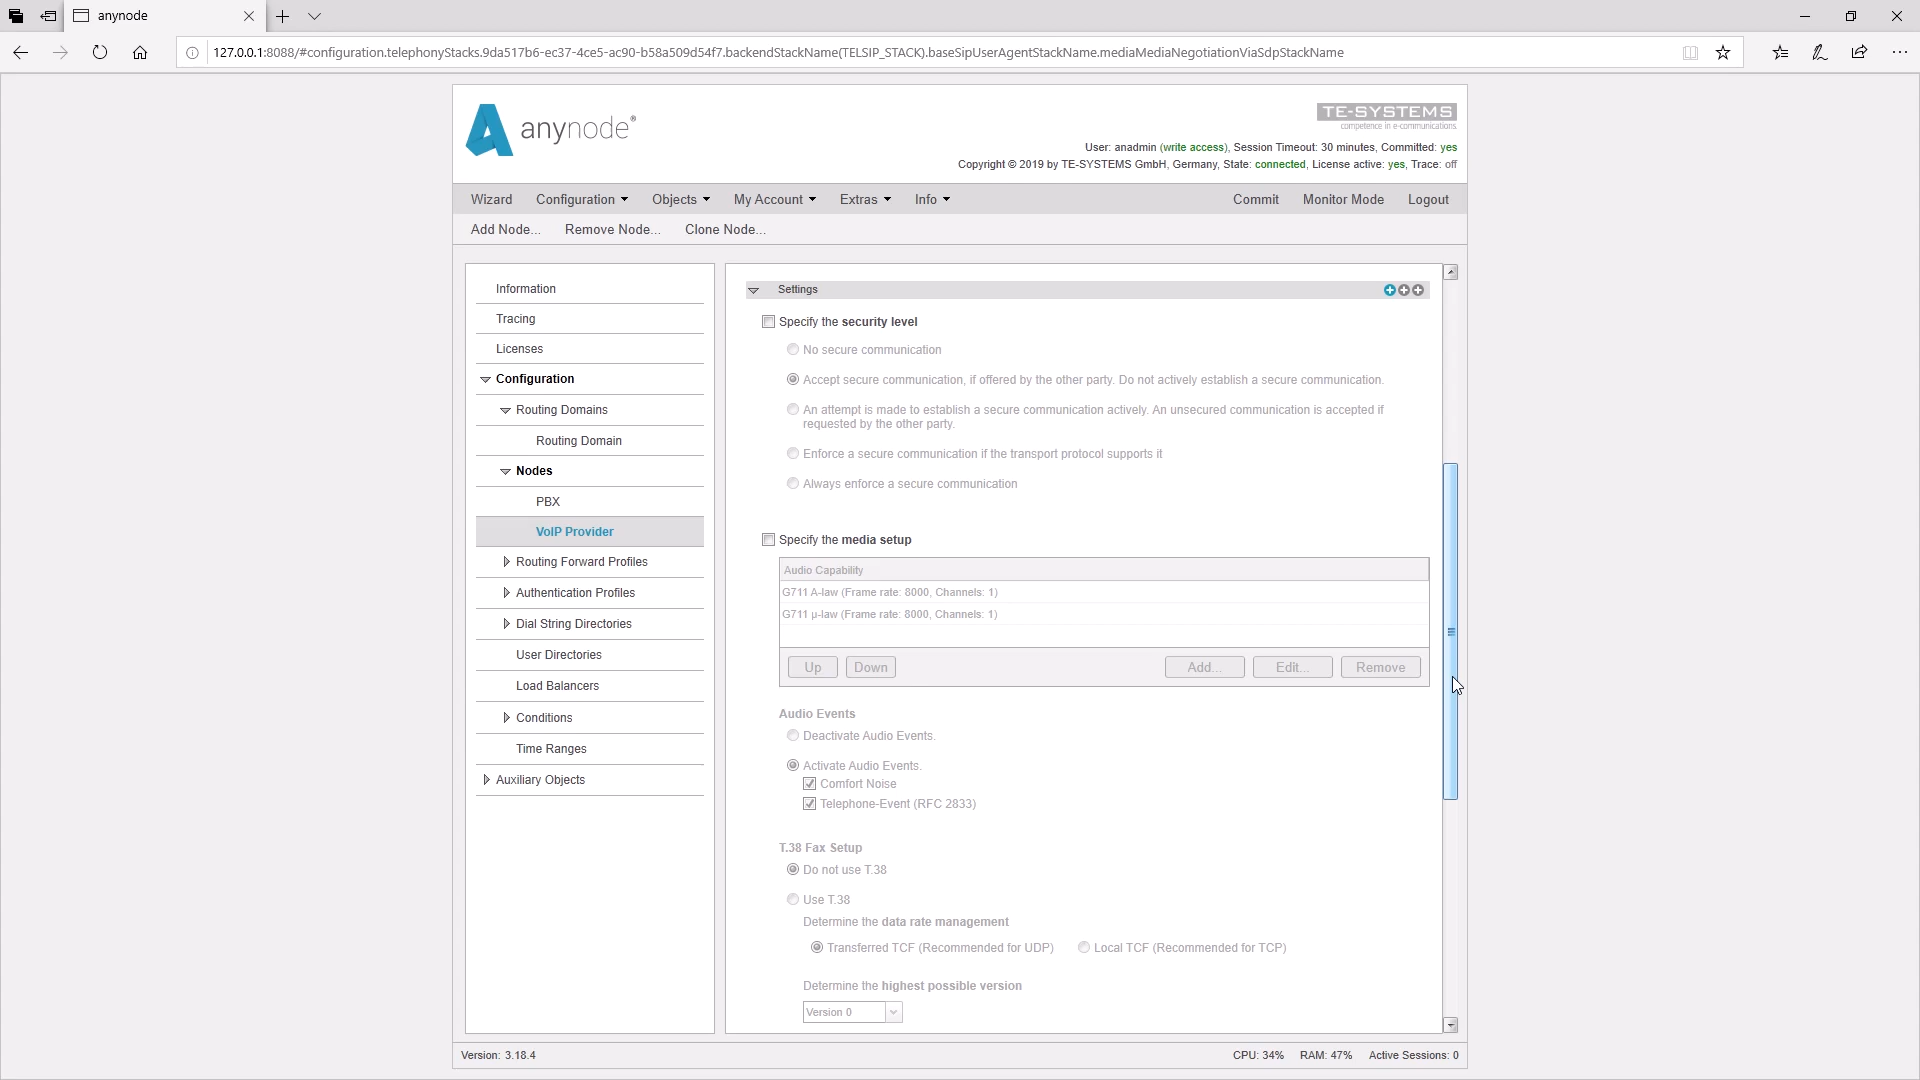 anynode
127.0.0.1:8088/#configuration.telephonyStacks.9da517b6-ec37-4ce5-ac90-b58a509d54f7.backendStackName(TELSIP_STACK).baseSipUserAgentStackName.mediaMediaNegotiationViaSdpStackName
anynode®
TE-SYSTEMS
competence in e-communications.
User: anadmin (write access), Session Timeout: 30 minutes, Committed: yes
Copyright © 2019 by TE-SYSTEMS GmbH, Germany, State: connected, License active: yes, Trace: off
Wizard Configuration Objects My Account Extras Info Commit Monitor Mode Logout
Add Node... Remove Node... Clone Node...
Information
Tracing
Licenses
Configuration
Routing Domains
Routing Domain
Nodes
PBX
VoIP Provider
Routing Forward Profiles
Authentication Profiles
Dial String Directories
User Directories
Load Balancers
Conditions
Time Ranges
Auxiliary Objects
Settings
Specify the security level
No secure communication
Accept secure communication, if offered by the other party. Do not actively establish a secure communication.
An attempt is made to establish a secure communication actively. An unsecured communication is accepted if
requested by the other party.
Enforce a secure communication if the transport protocol supports it
Always enforce a secure communication
Specify the media setup
Audio Capability
G711 A-law (Frame rate: 8000, Channels: 1)
G711 µ-law (Frame rate: 8000, Channels: 1)
Up Down Add... Edit... Remove
Audio Events
Deactivate Audio Events.
Activate Audio Events.
Comfort Noise
Telephone-Event (RFC 2833)
T.38 Fax Setup
Do not use T.38
Use T.38
Determine the data rate management
Transferred TCF (Recommended for UDP) Local TCF (Recommended for TCP)
Determine the highest possible version
Version 0
Version: 3.18.4 CPU: 34% RAM: 47% Active Sessions: 0